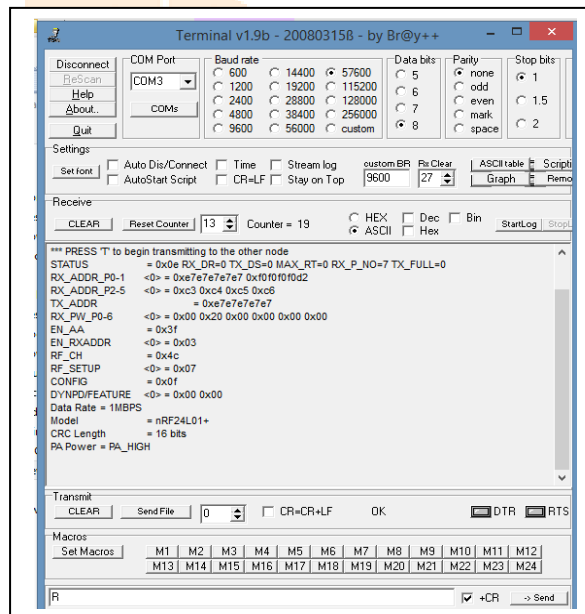 Terminal v1.9b - 20080315ß - by Br@y++
Disconnect
ReScan
Help
About..
Quit
COM Port
COM3
COMs
Baud rate
600 14400 57600
1200 19200 115200
2400 28800 128000
4800 38400 256000
9600 56000 custom
Data bits
5
6
7
8
Parity
none
odd
even
mark
space
Stop bits
1
1.5
2
Settings
Set font
Auto Dis/Connect Time Stream log
AutoStart Script CR=LF Stay on Top
custom BR Rx Clear
9600 27
ASCII table Scripti
Graph Remo
Receive
CLEAR Reset Counter 13 Counter = 19
HEX Dec Bin
ASCII Hex
StartLog StopL
*** PRESS 'T' to begin transmitting to the other node
STATUS = 0x0e RX_DR=0 TX_DS=0 MAX_RT=0 RX_P_NO=7 TX_FULL=0
RX_ADDR_P0-1 <0> = 0xe7e7e7e7e7 0xf0f0f0f0d2
RX_ADDR_P2-5 <0> = 0xc3 0xc4 0xc5 0xc6
TX_ADDR = 0xe7e7e7e7e7
RX_PW_P0-6 <0> = 0x00 0x20 0x00 0x00 0x00 0x00
EN_AA = 0x3f
EN_RXADDR <0> = 0x03
RF_CH = 0x4c
RF_SETUP <0> = 0x07
CONFIG = 0x0f
DYNPD/FEATURE <0> = 0x00 0x00
Data Rate = 1MBPS
Model = nRF24L01+
CRC Length = 16 bits
PA Power = PA_HIGH
Transmit
CLEAR Send File 0 CR=CR+LF OK DTR RTS
Macros
Set Macros
M1 M2 M3 M4 M5 M6 M7 M8 M9 M10 M11 M12
M13 M14 M15 M16 M17 M18 M19 M20 M21 M22 M23 M24
R +CR -> Send